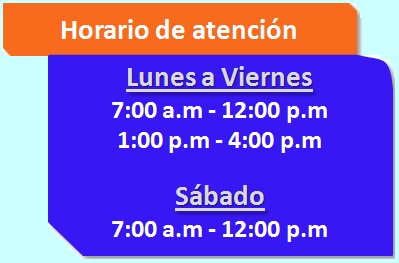 Horario de atención
Lunes a Viernes
7:00 a.m - 12:00 p.m
1:00 p.m - 4:00 p.m
Sábado
7:00 a.m - 12:00 p.m